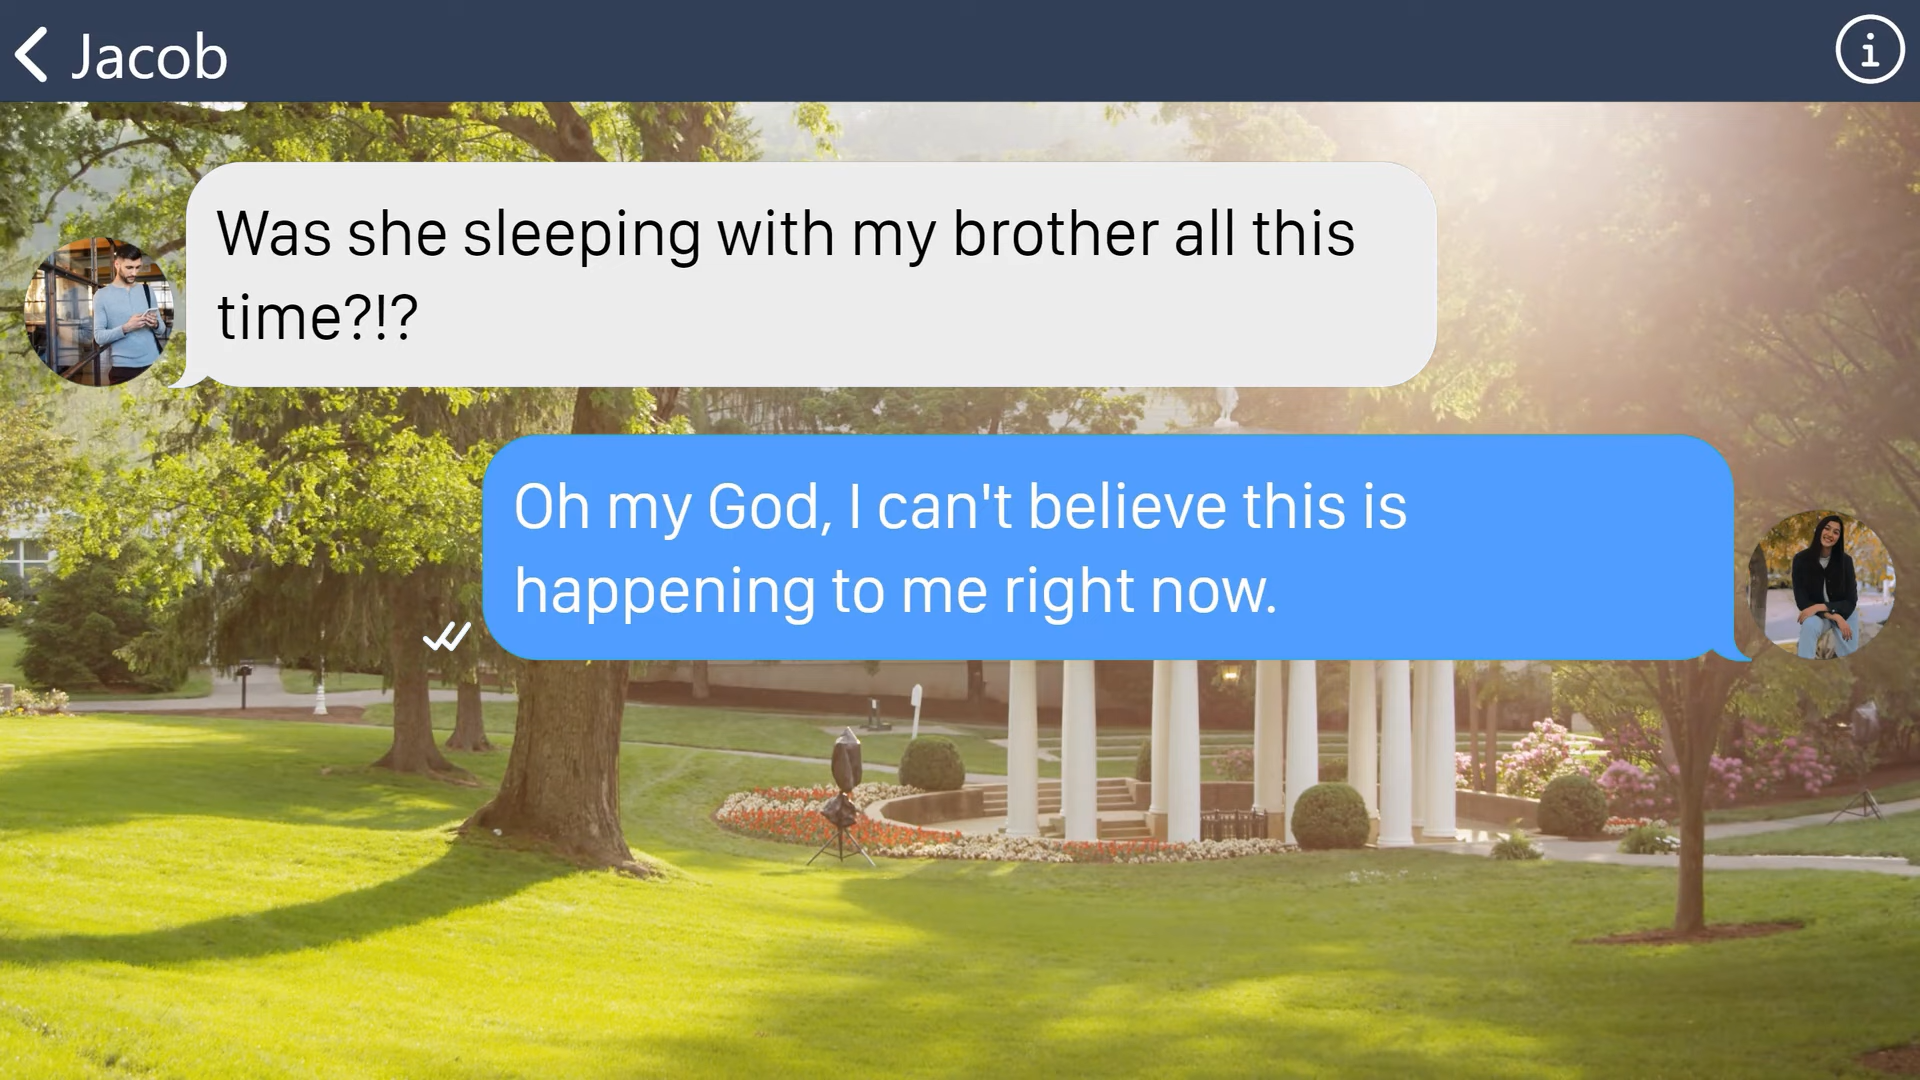 Jacob
Was she sleeping with my brother all this
time?!?
Oh my God, I can't believe this is
happening to me right now.